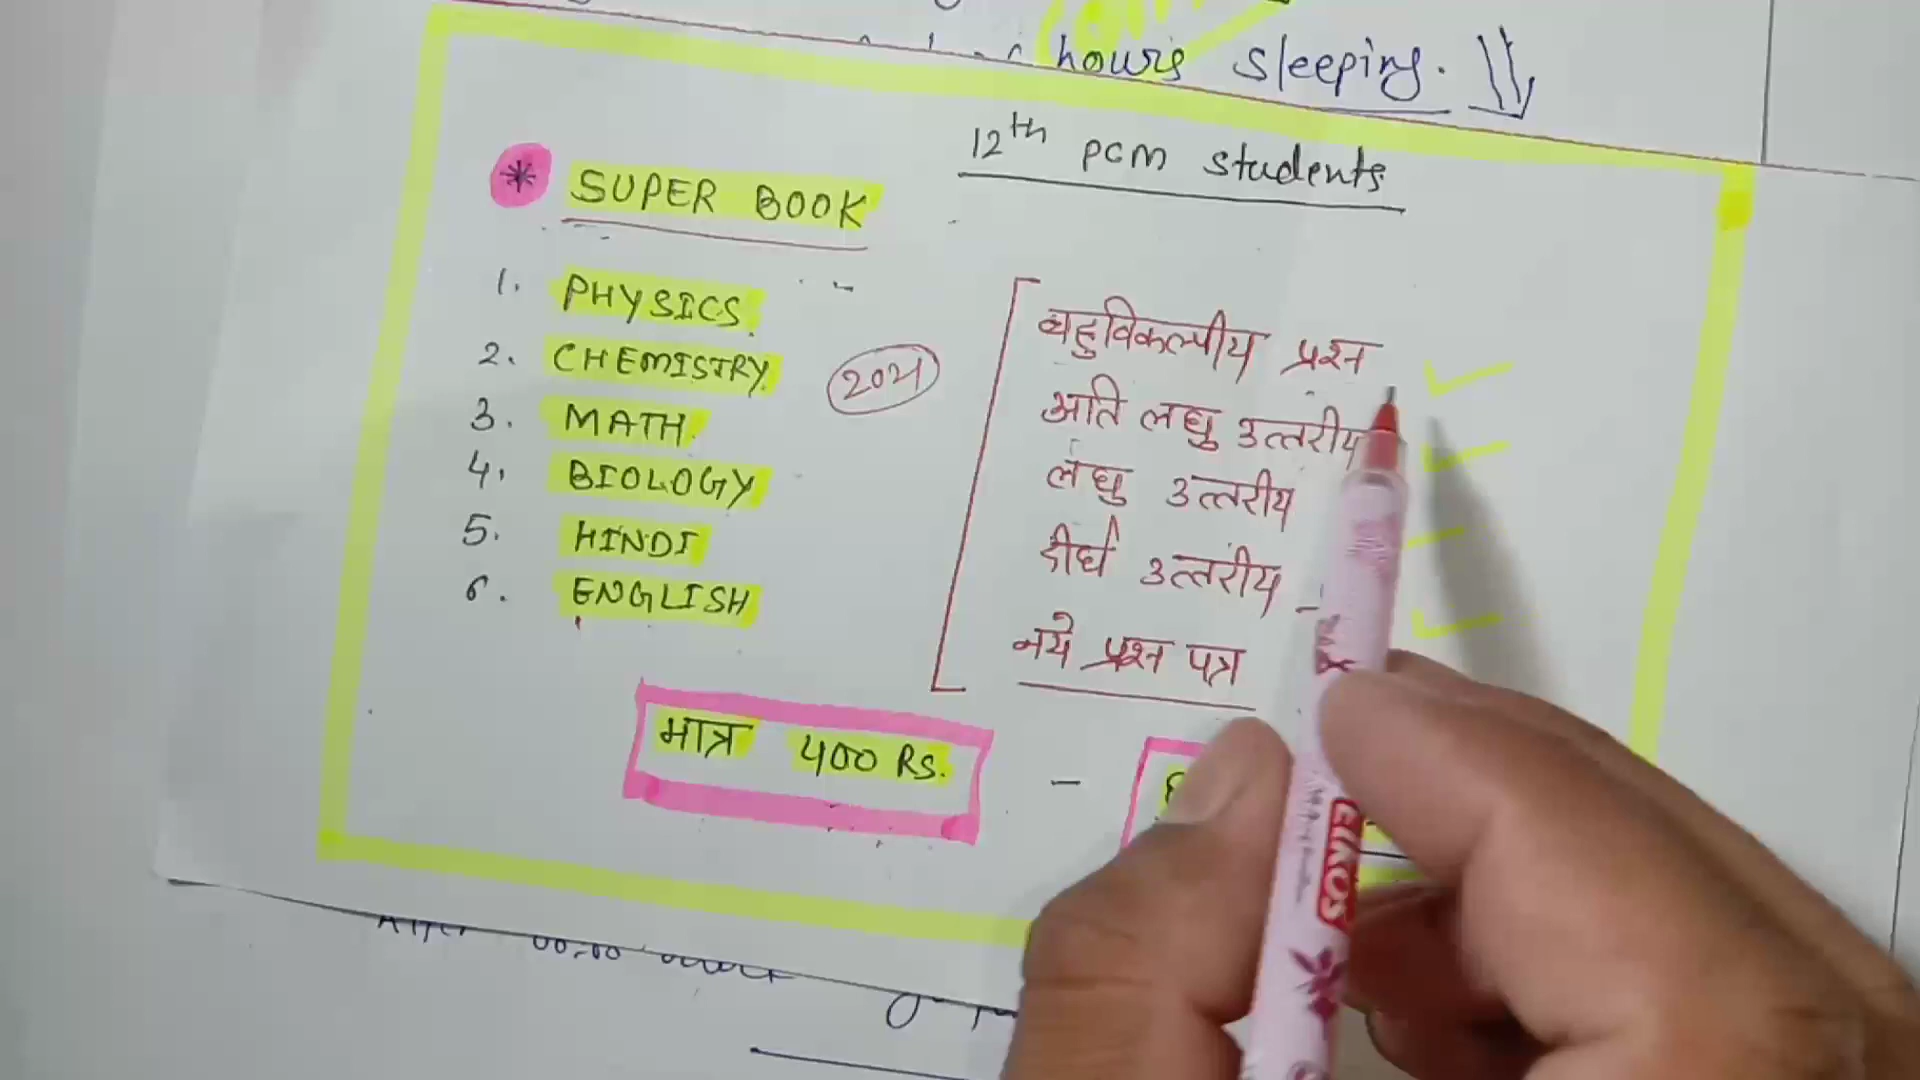 hours sleeping.
12th PCM students
* SUPER BOOK
1. PHYSICS.
2. CHEMISTRY.
3. MATH.
4. BIOLOGY
5. HINDI
6. ENGLISH
2021
बहुविकल्पीय प्रश्न
अति लघु उत्तरीय
लघु उत्तरीय
दीर्घ उत्तरीय
नये प्रश्न पत्र
मात्र 400 RS. -
ELKOS